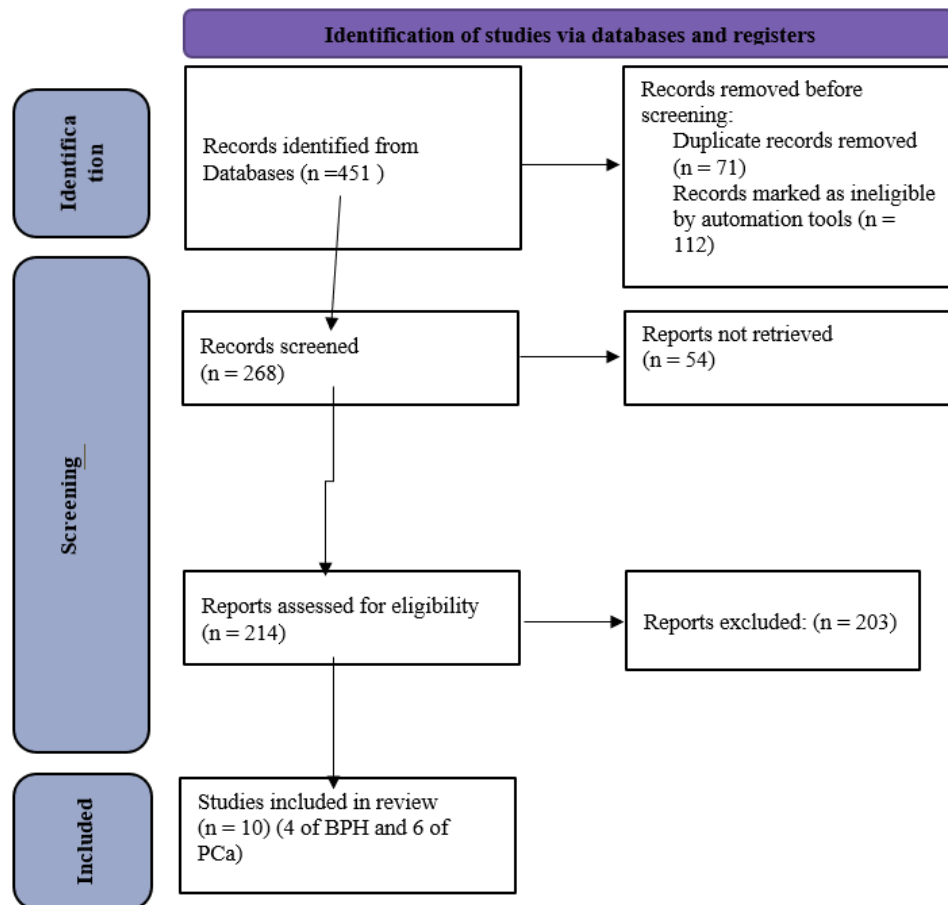 Identification of studies via databases and registers
Identifica
tion
Records identified from
Databases (n =451 )
Records removed before
screening:
Duplicate records removed
(n = 71)
Records marked as ineligible
by automation tools (n =
112)
Screening
Records screened
(n = 268)
Reports not retrieved
(n = 54)
Reports assessed for eligibility
(n = 214)
Reports excluded: (n = 203)
Included
Studies included in review
(n = 10) (4 of BPH and 6 of
PCa)